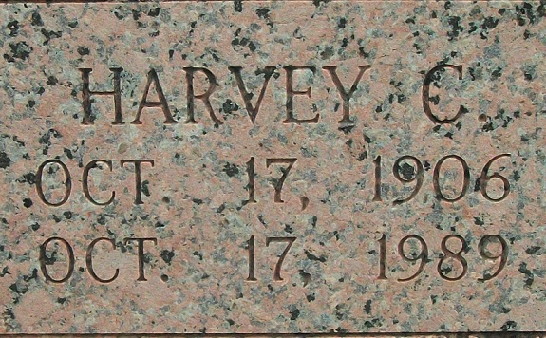 HARVEY C.
OCT 17, 1906
OCT. 17, 1989